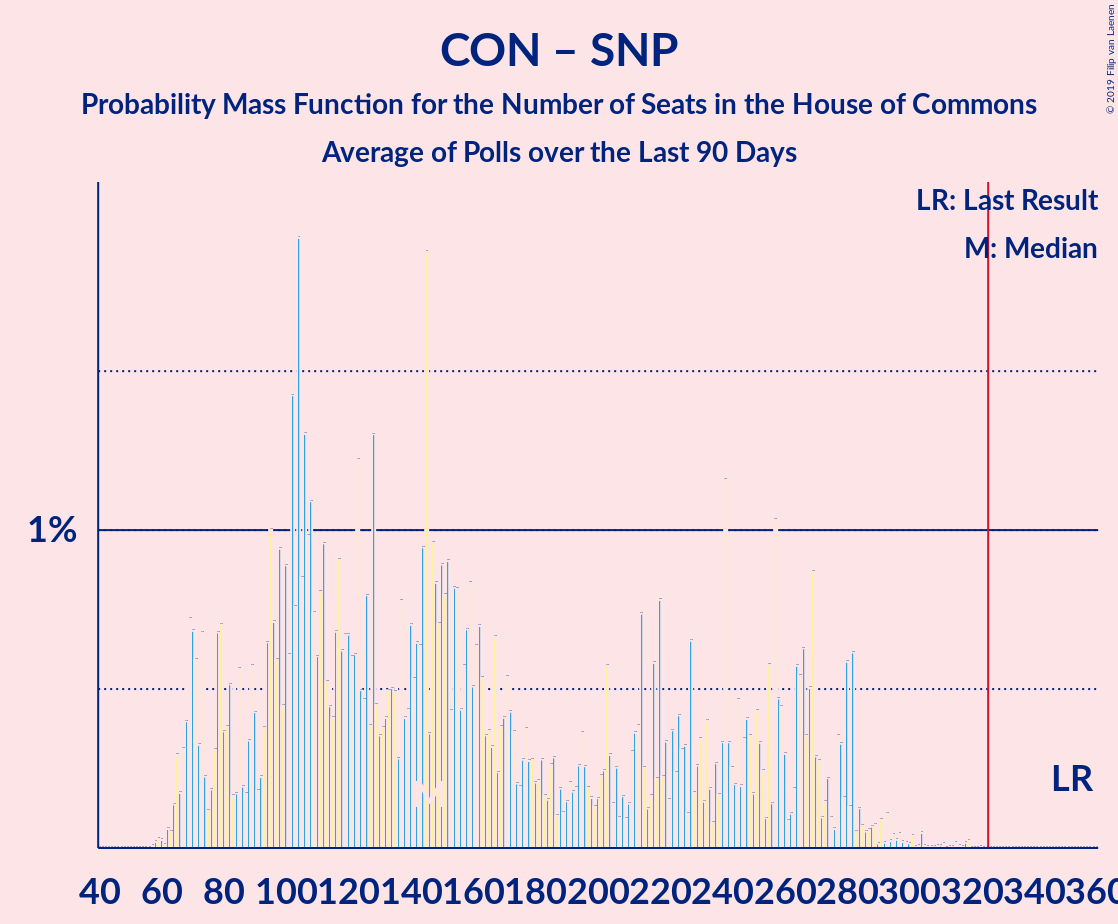 CON – SNP
Probability Mass Function for the Number of Seats in the House of Commons
Average of Polls over the Last 90 Days
© 2019 Filip van Laenen
LR: Last Result
M: Median
1%
M
LR
40 60 80 100 120 140 160 180 200 220 240 260 280 300 320 340 360